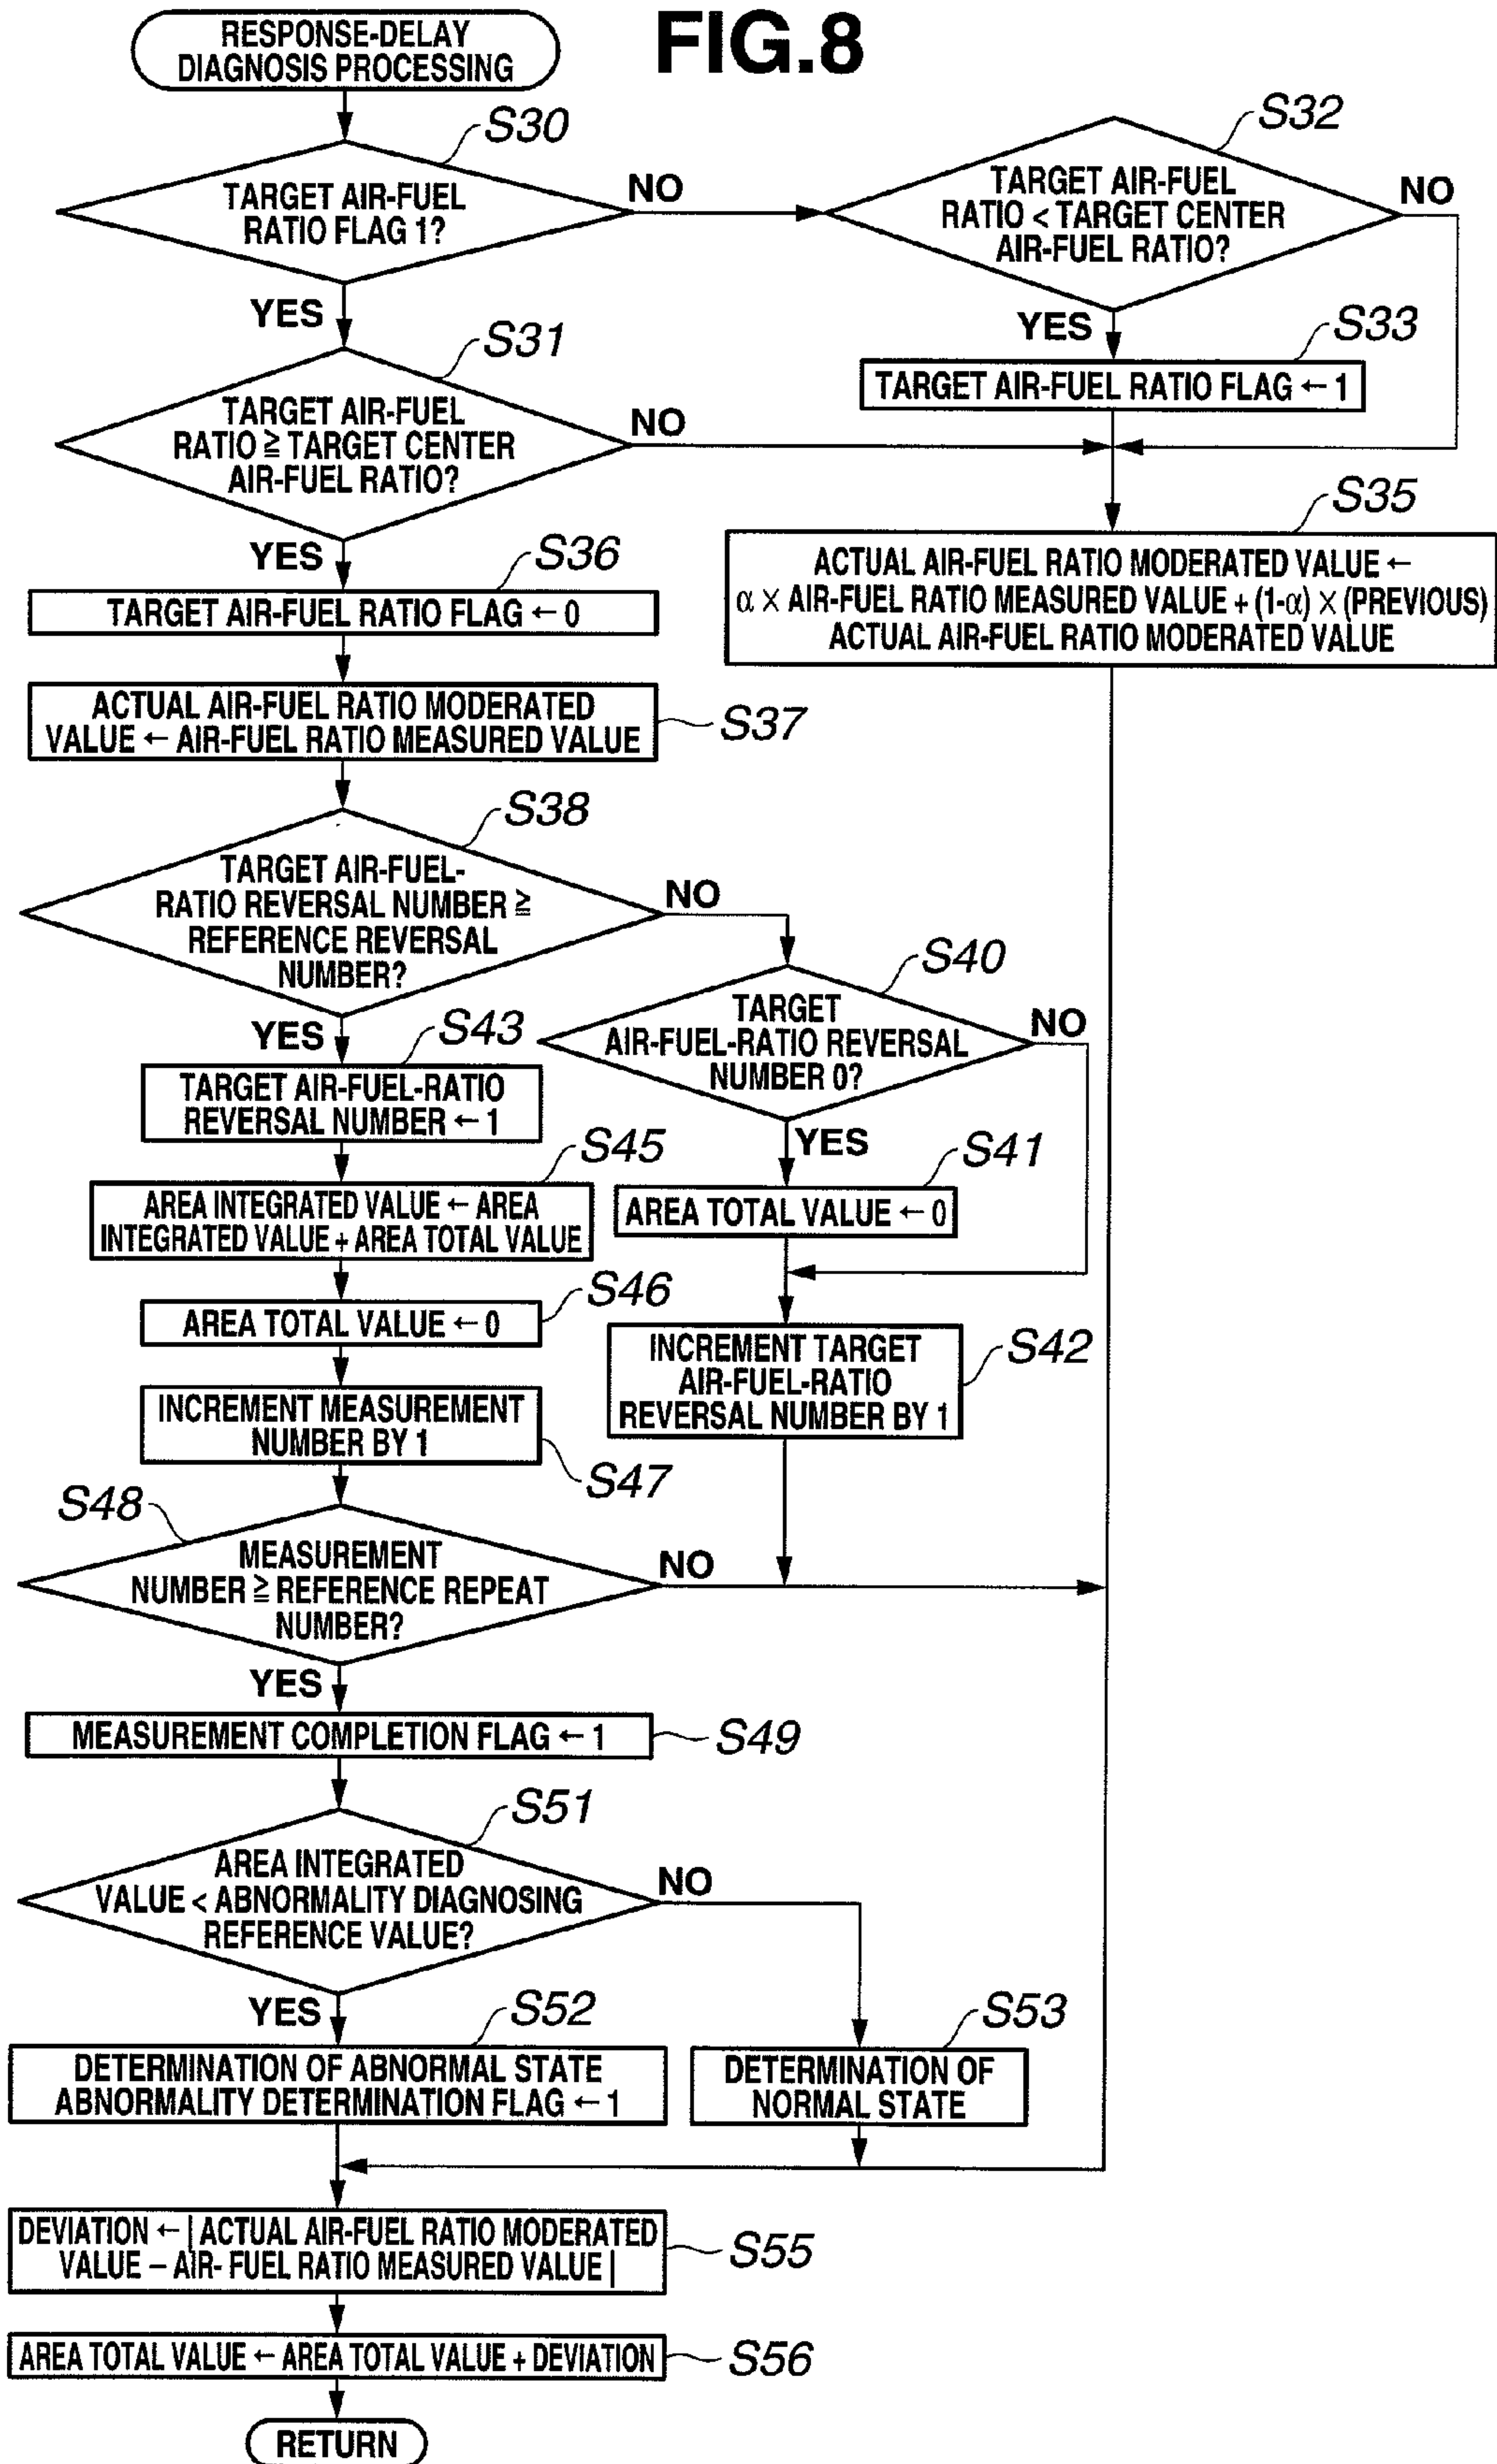 FIG.8
RESPONSE-DELAY
DIAGNOSIS PROCESSING
S30
TARGET AIR-FUEL
RATIO FLAG 1?
NO
YES
S32
TARGET AIR-FUEL
RATIO < TARGET CENTER
AIR-FUEL RATIO?
NO
YES
S33
TARGET AIR-FUEL RATIO FLAG ← 1
S31
TARGET AIR-FUEL
RATIO ≧ TARGET CENTER
AIR-FUEL RATIO?
NO
YES
S35
ACTUAL AIR-FUEL RATIO MODERATED VALUE ←
α × AIR-FUEL RATIO MEASURED VALUE + (1-α) × (PREVIOUS)
ACTUAL AIR-FUEL RATIO MODERATED VALUE
S36
TARGET AIR-FUEL RATIO FLAG ← 0
ACTUAL AIR-FUEL RATIO MODERATED
VALUE ← AIR-FUEL RATIO MEASURED VALUE
S37
S38
TARGET AIR-FUEL-
RATIO REVERSAL NUMBER ≧
REFERENCE REVERSAL
NUMBER?
NO
YES
S40
TARGET
AIR-FUEL-RATIO REVERSAL
NUMBER 0?
NO
YES
S41
AREA TOTAL VALUE ← 0
INCREMENT TARGET
AIR-FUEL-RATIO
REVERSAL NUMBER BY 1
S42
S43
TARGET AIR-FUEL-RATIO
REVERSAL NUMBER ← 1
S45
AREA INTEGRATED VALUE ← AREA
INTEGRATED VALUE + AREA TOTAL VALUE
S46
AREA TOTAL VALUE ← 0
INCREMENT MEASUREMENT
NUMBER BY 1
S47
S48
MEASUREMENT
NUMBER ≧ REFERENCE REPEAT
NUMBER?
NO
YES
MEASUREMENT COMPLETION FLAG ← 1
S49
S51
AREA INTEGRATED
VALUE < ABNORMALITY DIAGNOSING
REFERENCE VALUE?
NO
YES
S52
DETERMINATION OF ABNORMAL STATE
ABNORMALITY DETERMINATION FLAG ← 1
S53
DETERMINATION OF
NORMAL STATE
DEVIATION ← | ACTUAL AIR-FUEL RATIO MODERATED
VALUE – AIR- FUEL RATIO MEASURED VALUE |
S55
AREA TOTAL VALUE ← AREA TOTAL VALUE + DEVIATION
S56
RETURN